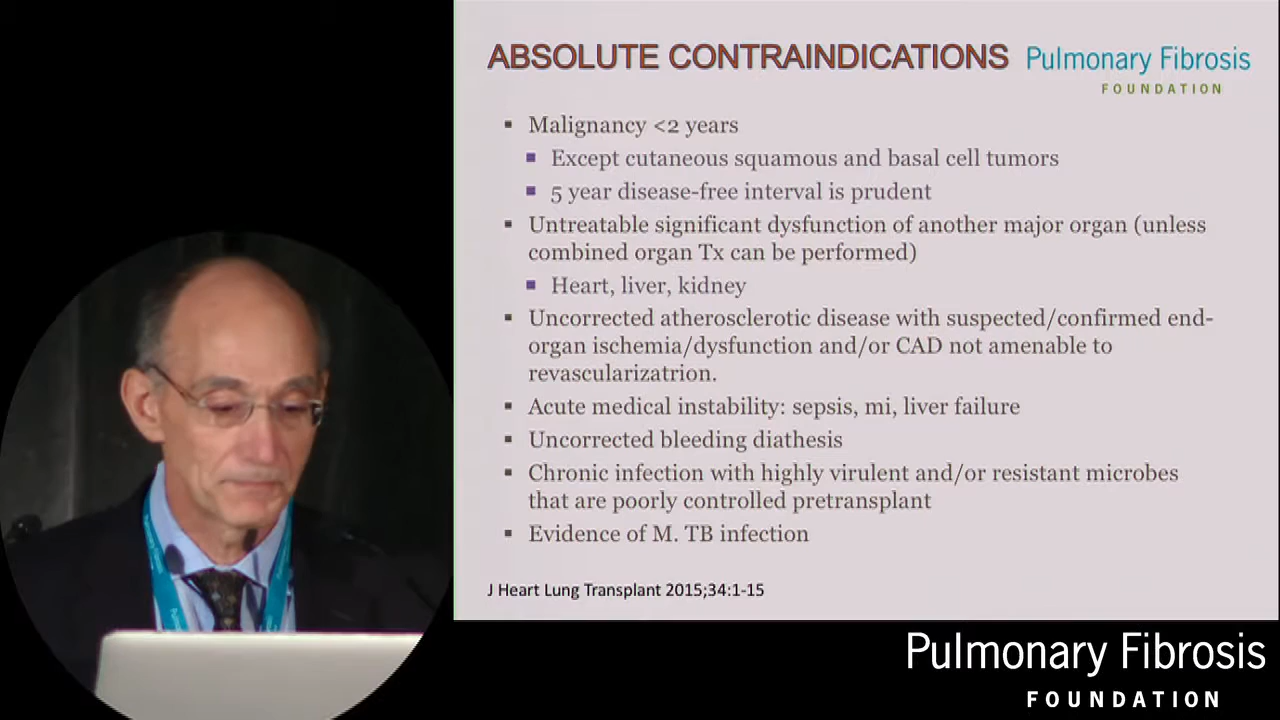 ABSOLUTE CONTRAINDICATIONS
Pulmonary Fibrosis
FOUNDATION
▪ Malignancy <2 years
▪ Except cutaneous squamous and basal cell tumors
▪ 5 year disease-free interval is prudent
▪ Untreatable significant dysfunction of another major organ (unless
combined organ Tx can be performed)
▪ Heart, liver, kidney
▪ Uncorrected atherosclerotic disease with suspected/confirmed end-
organ ischemia/dysfunction and/or CAD not amenable to
revascularizatrion.
▪ Acute medical instability: sepsis, mi, liver failure
▪ Uncorrected bleeding diathesis
▪ Chronic infection with highly virulent and/or resistant microbes
that are poorly controlled pretransplant
▪ Evidence of M. TB infection
J Heart Lung Transplant 2015;34:1-15
Pulmonary Fibrosis
FOUNDATION